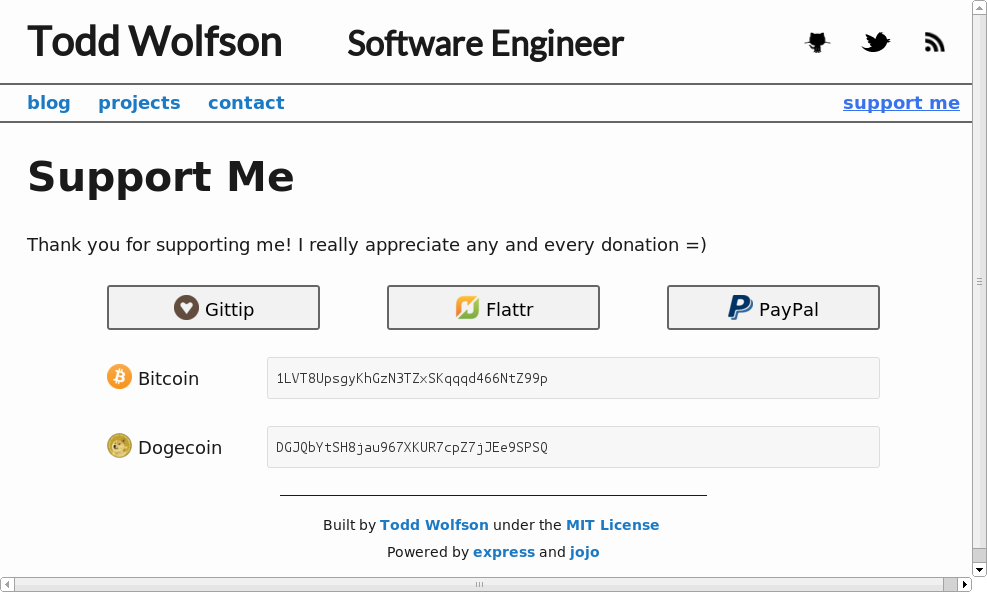 Todd Wolfson Software Engineer
blog projects contact support me
Support Me
Thank you for supporting me! I really appreciate any and every donation =)
Gittip Flattr PayPal
Bitcoin 1LVT8UpsgyKhGzN3TZxSKqqqd466NtZ99p
Dogecoin DGJQbYtSH8jau967XKUR7cpZ7jJEe9SPSQ
Built by Todd Wolfson under the MIT License
Powered by express and jojo